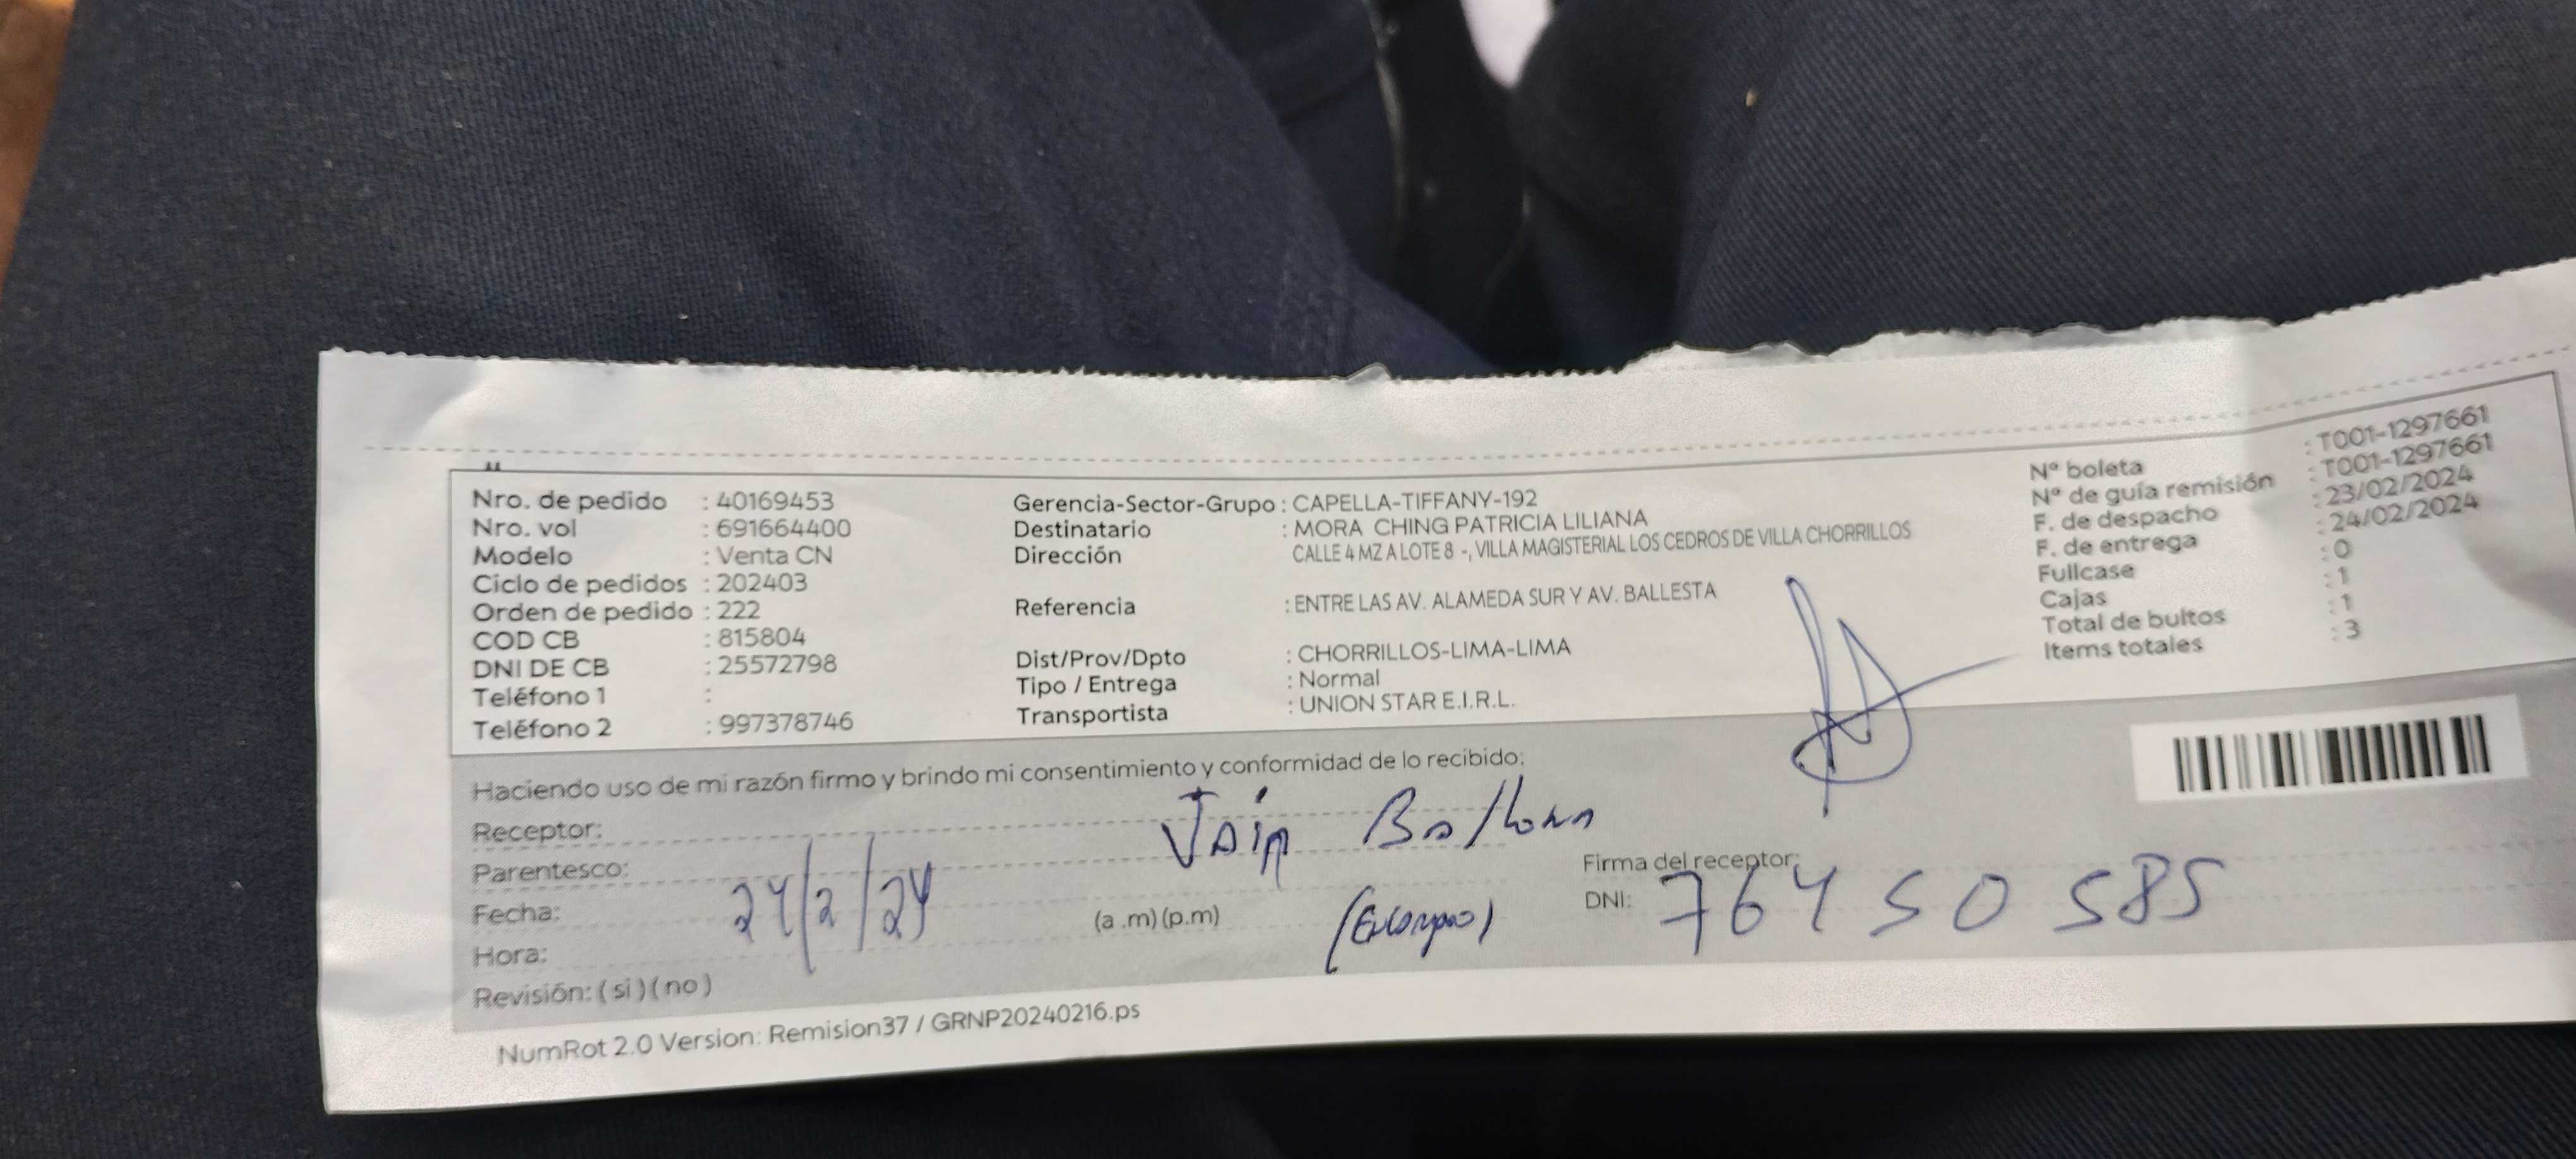 Nro. de pedido : 40169453
Nro. vol : 691664400
Modelo : Venta CN
Ciclo de pedidos : 202403
Orden de pedido : 222
COD CB : 815804
DNI DE CB : 25572798
Teléfono 1 :
Teléfono 2 : 997378746
Gerencia-Sector-Grupo : CAPELLA-TIFFANY-192
Destinatario : MORA CHING PATRICIA LILIANA
Dirección CALLE 4 MZ A LOTE 8 -, VILLA MAGISTERIAL LOS CEDROS DE VILLA CHORRILLOS
Referencia : ENTRE LAS AV. ALAMEDA SUR Y AV. BALLESTA
Dist/Prov/Dpto : CHORRILLOS-LIMA-LIMA
Tipo / Entrega : Normal
Transportista : UNION STAR E.I.R.L.
Nº boleta : T001-1297661
Nº de guía remisión : T001-1297661
F. de despacho : 23/02/2024
F. de entrega : 24/02/2024
Fullcase : 0
Cajas : 1
Total de bultos : 1
Items totales : 3
Haciendo uso de mi razón firmo y brindo mi consentimiento y conformidad de lo recibido:
Receptor:
Parentesco:
Fecha: 24/2/24 (a .m) (p.m)
Hora:
Revisión: ( si ) ( no )
Firma del receptor:
DNI: 76450585
NumRot 2.0 Version: Remision37 / GRNP20240216.ps